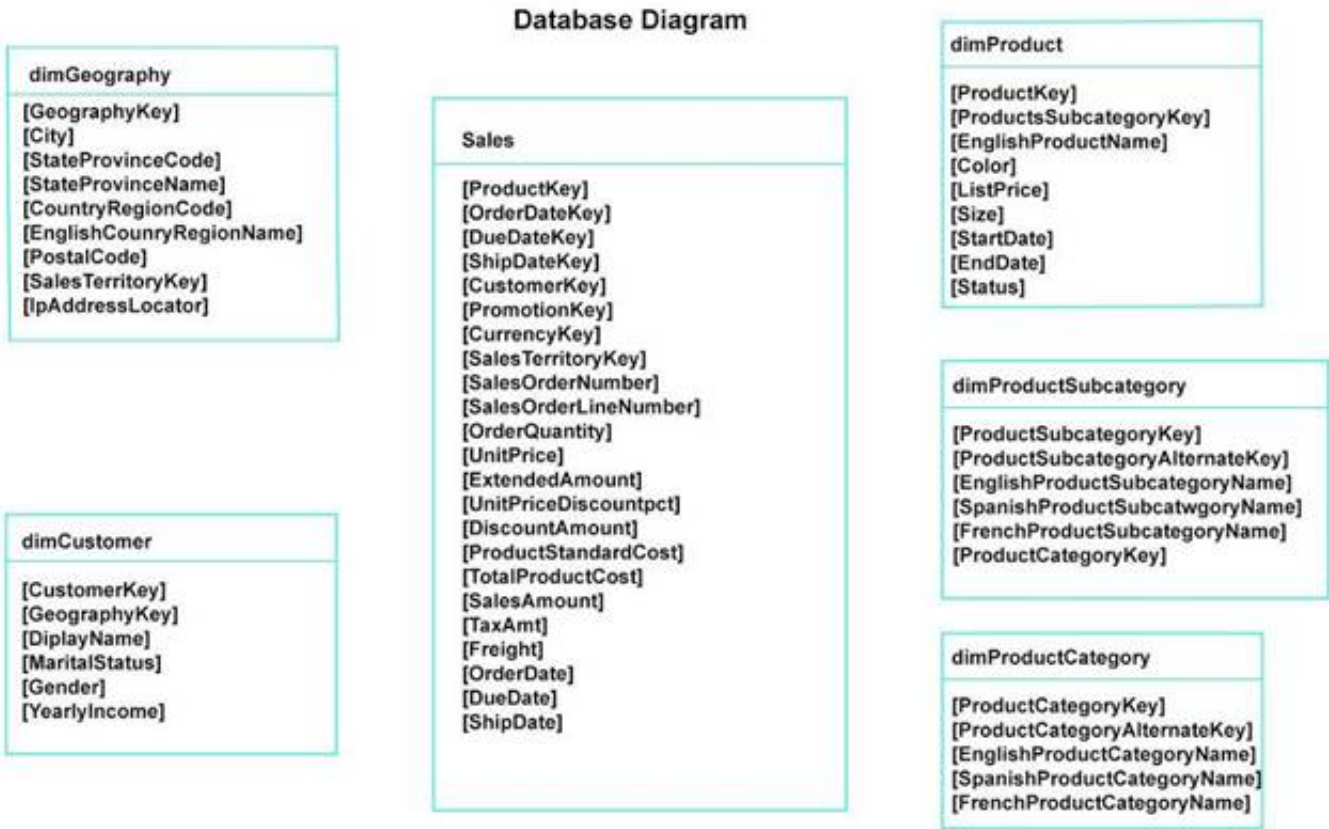 Database Diagram
dimGeography
[GeographyKey]
[City]
[StateProvinceCode]
[StateProvinceName]
[CountryRegionCode]
[EnglishCounryRegionName]
[PostalCode]
[SalesTerritoryKey]
[IpAddressLocator]
dimCustomer
[CustomerKey]
[GeographyKey]
[DiplayName]
[MaritalStatus]
[Gender]
[YearlyIncome]
Sales
[ProductKey]
[OrderDateKey]
[DueDateKey]
[ShipDateKey]
[CustomerKey]
[PromotionKey]
[CurrencyKey]
[SalesTerritoryKey]
[SalesOrderNumber]
[SalesOrderLineNumber]
[OrderQuantity]
[UnitPrice]
[ExtendedAmount]
[UnitPriceDiscountpct]
[DiscountAmount]
[ProductStandardCost]
[TotalProductCost]
[SalesAmount]
[TaxAmt]
[Freight]
[OrderDate]
[DueDate]
[ShipDate]
dimProduct
[ProductKey]
[ProductsSubcategoryKey]
[EnglishProductName]
[Color]
[ListPrice]
[Size]
[StartDate]
[EndDate]
[Status]
dimProductSubcategory
[ProductSubcategoryKey]
[ProductSubcategoryAlternateKey]
[EnglishProductSubcategoryName]
[SpanishProductSubcatwgoryName]
[FrenchProductSubcategoryName]
[ProductCategoryKey]
dimProductCategory
[ProductCategoryKey]
[ProductCategoryAlternateKey]
[EnglishProductCategoryName]
[SpanishProductCategoryName]
[FrenchProductCategoryName]